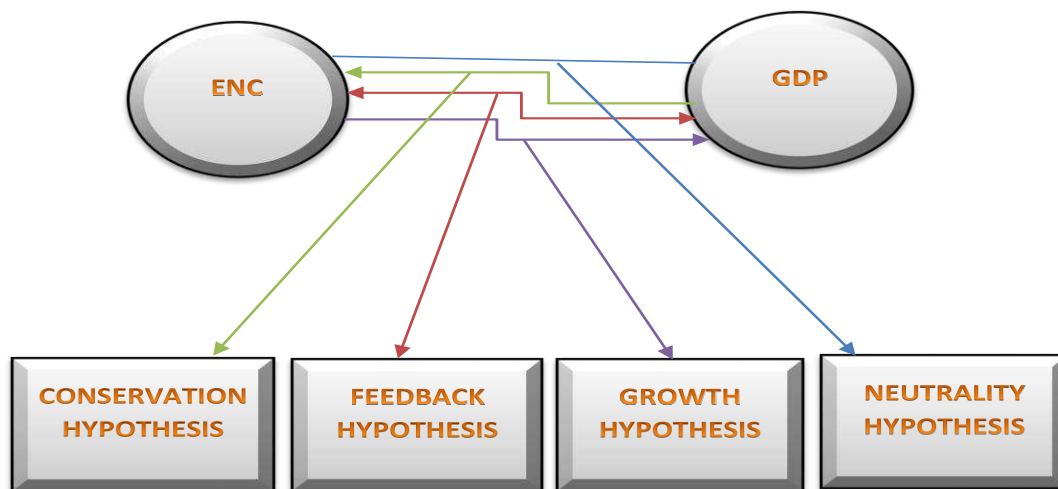 ENC
GDP
CONSERVATION
HYPOTHESIS
FEEDBACK
HYPOTHESIS
GROWTH
HYPOTHESIS
NEUTRALITY
HYPOTHESIS